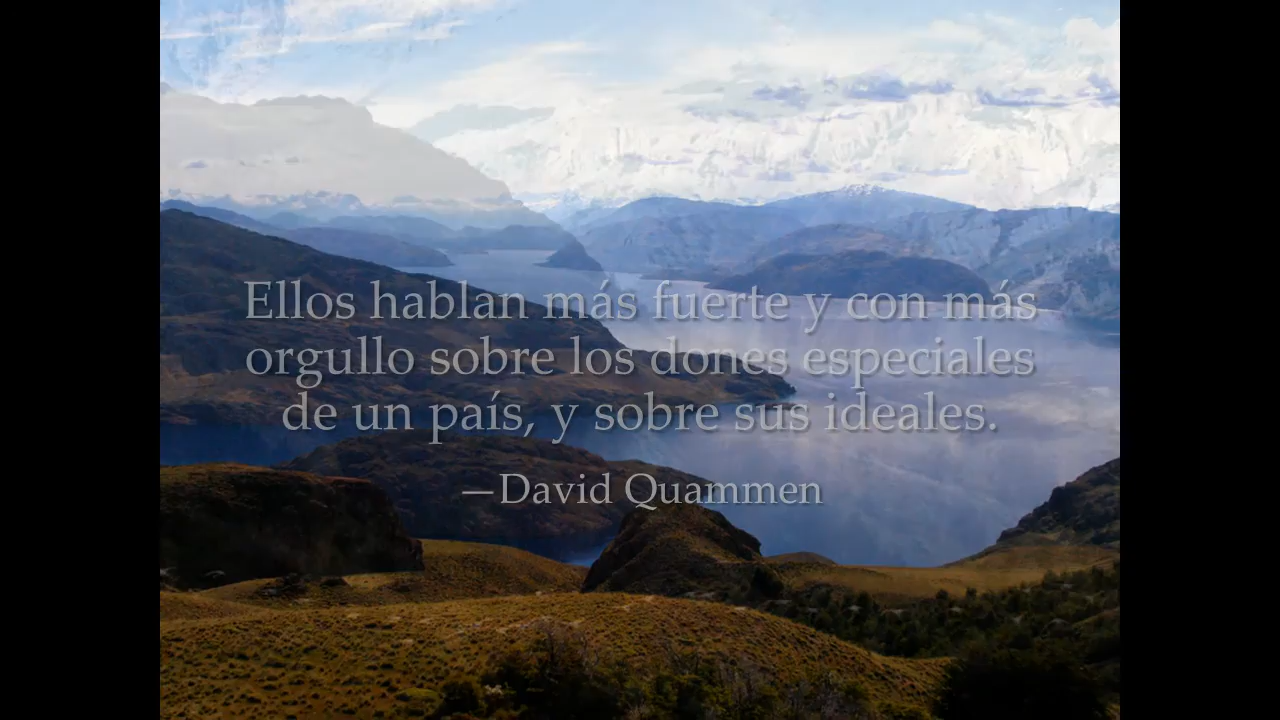 Ellos hablan más fuerte y con más
orgullo sobre los dones especiales
de un país, y sobre sus ideales.
—David Quammen